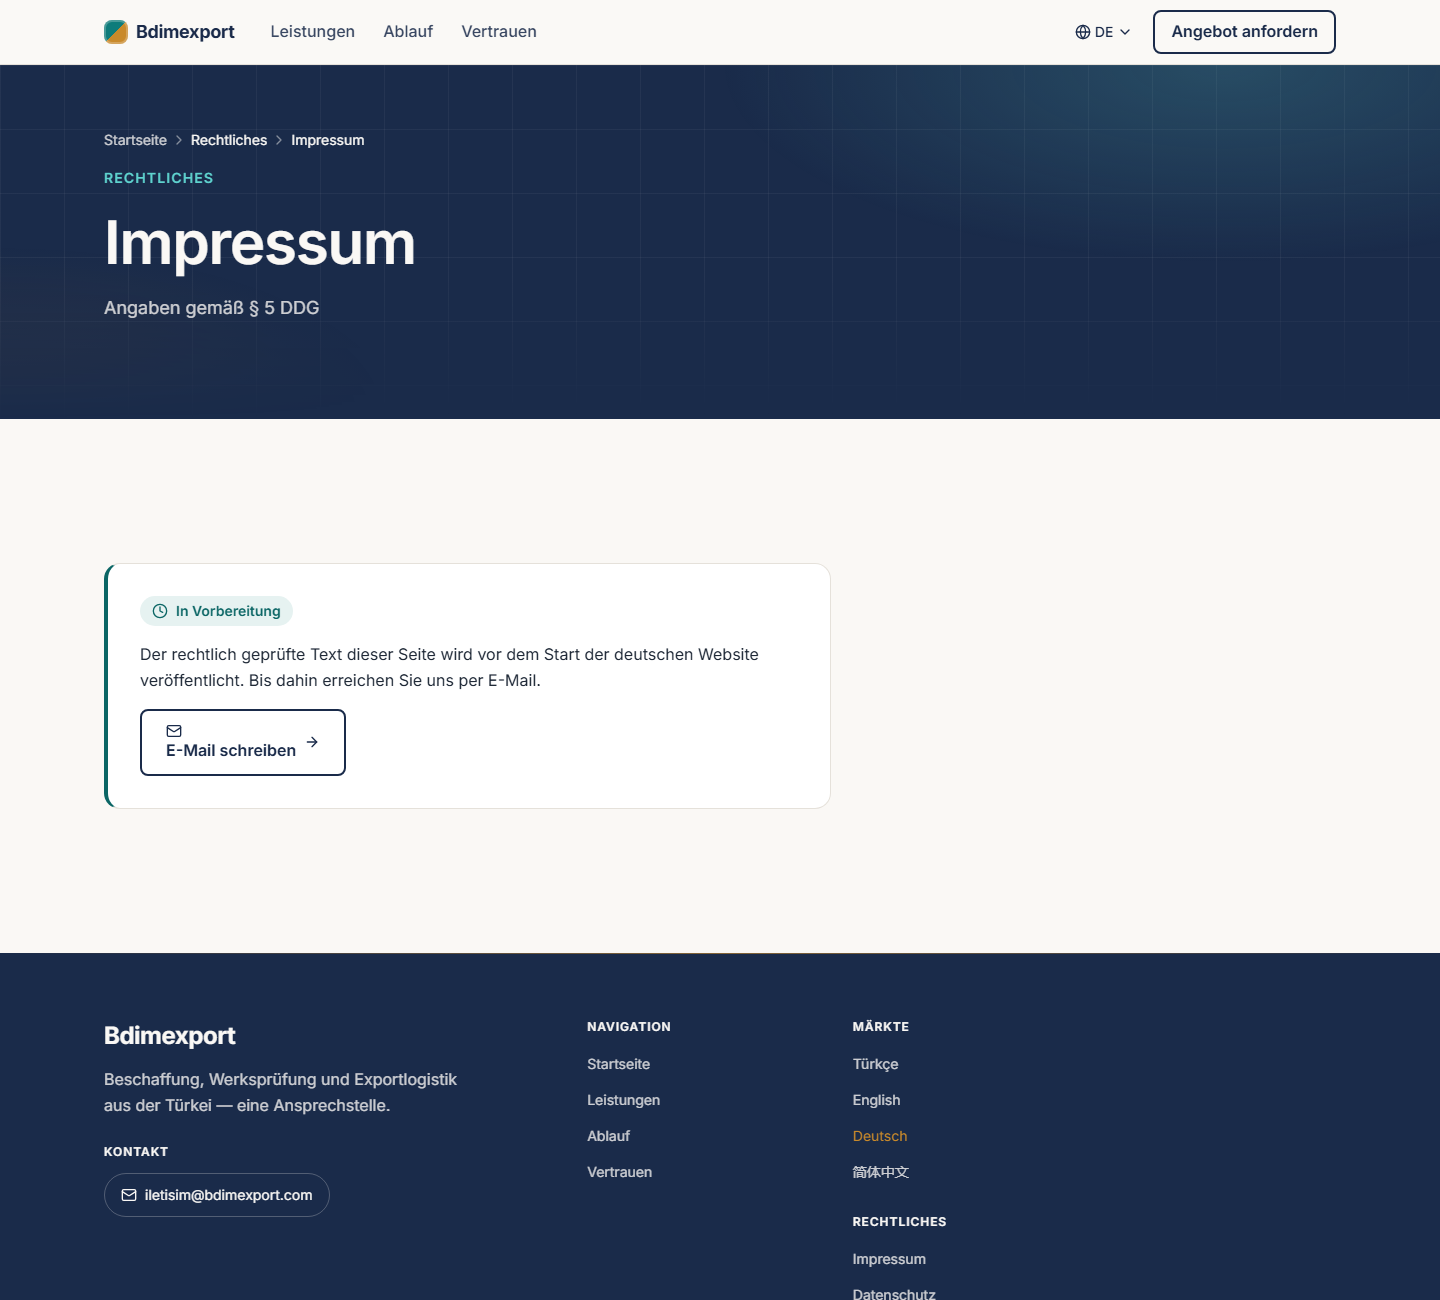 Bdimexport
Leistungen
Ablauf
Vertrauen
DE
Angebot anfordern
Startseite
Rechtliches
Impressum
RECHTLICHES
Impressum
Angaben gemäß § 5 DDG
In Vorbereitung
Der rechtlich geprüfte Text dieser Seite wird vor dem Start der deutschen Website
veröffentlicht. Bis dahin erreichen Sie uns per E-Mail.
E-Mail schreiben
Bdimexport
Beschaffung, Werksprüfung und Exportlogistik
aus der Türkei — eine Ansprechstelle.
KONTAKT
iletisim@bdimexport.com
NAVIGATION
Startseite
Leistungen
Ablauf
Vertrauen
MÄRKTE
Türkçe
English
Deutsch
简体中文
RECHTLICHES
Impressum
Datenschutz